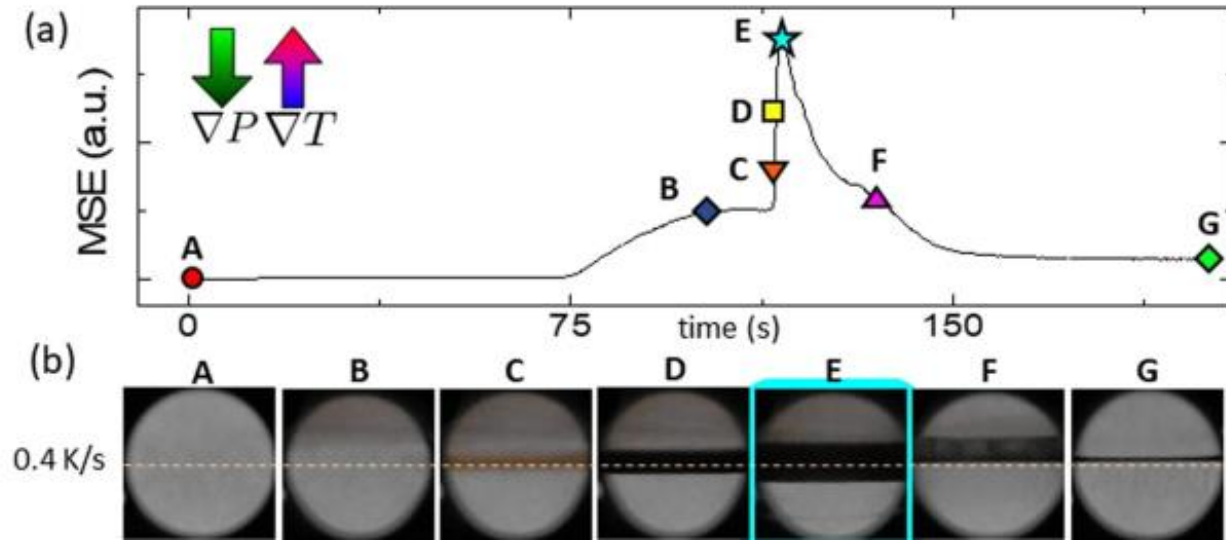 (a)
MSE (a.u.)
∇P ∇T
A
B
C
D
E
F
G
0 75 time (s) 150
(b)
A B C D E F G
0.4 K/s